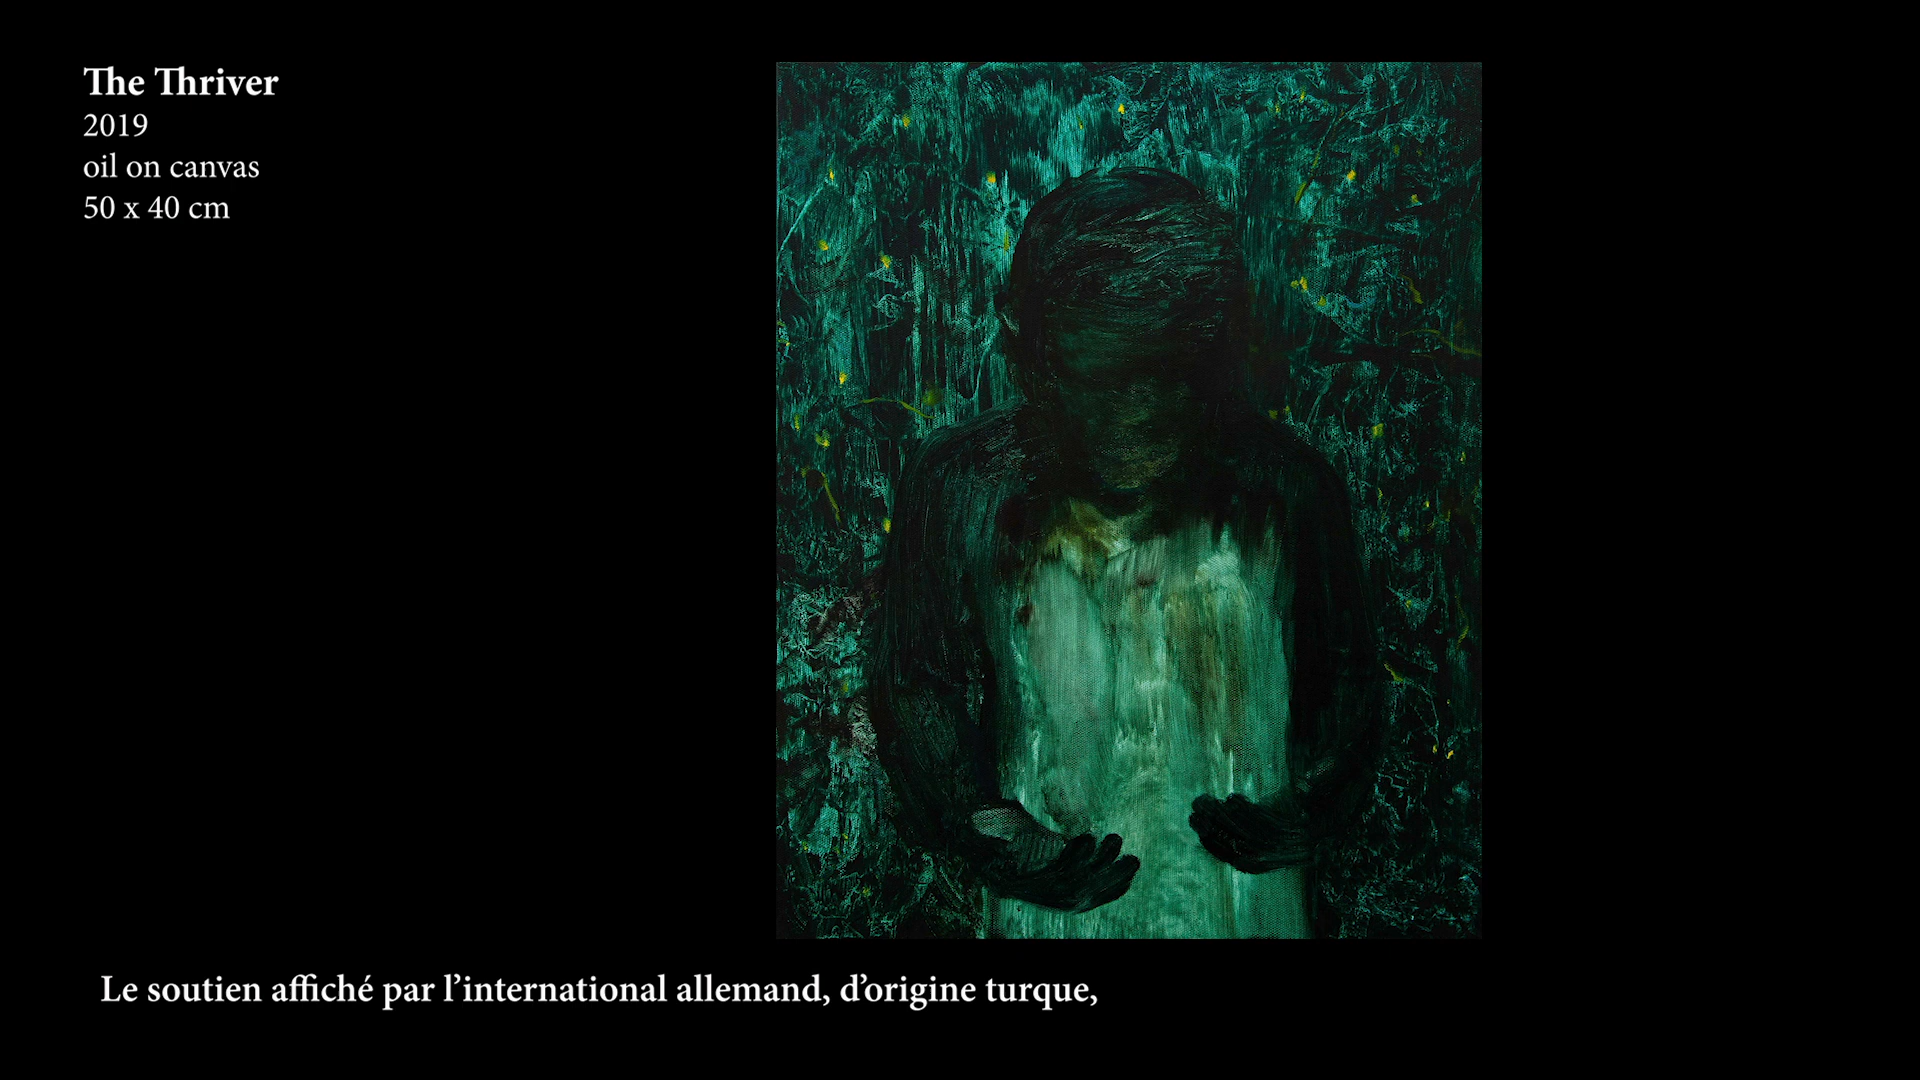 The Thriver
2019
oil on canvas
50 x 40 cm
Le soutien affiché par l’international allemand, d’origine turque,